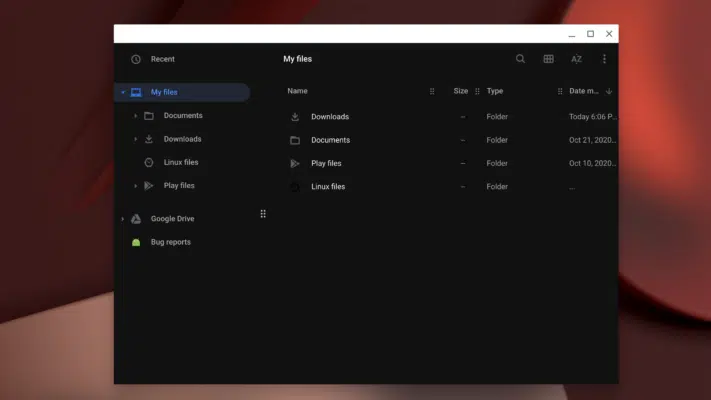 Recent
My files
Documents
Downloads
Linux files
Play files
Google Drive
Bug reports
My files
AZ
Name Size Type Date m...
Downloads – Folder Today 6:06 P...
Documents – Folder Oct 21, 2020...
Play files – Folder Oct 10, 2020...
Linux files – Folder ...